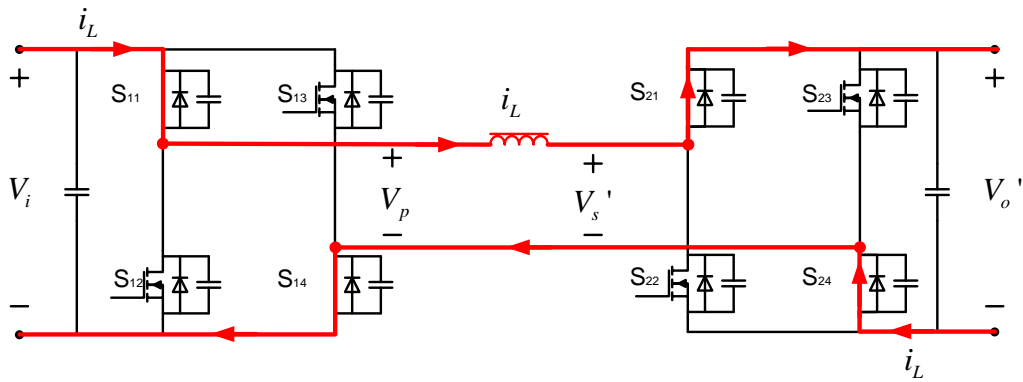 i_L
+
S11
S13
i_L
S21
S23
+
V_i
+
V_p
−
+
V_s'
−
V_o'
−
S12
S14
S22
S24
−
i_L